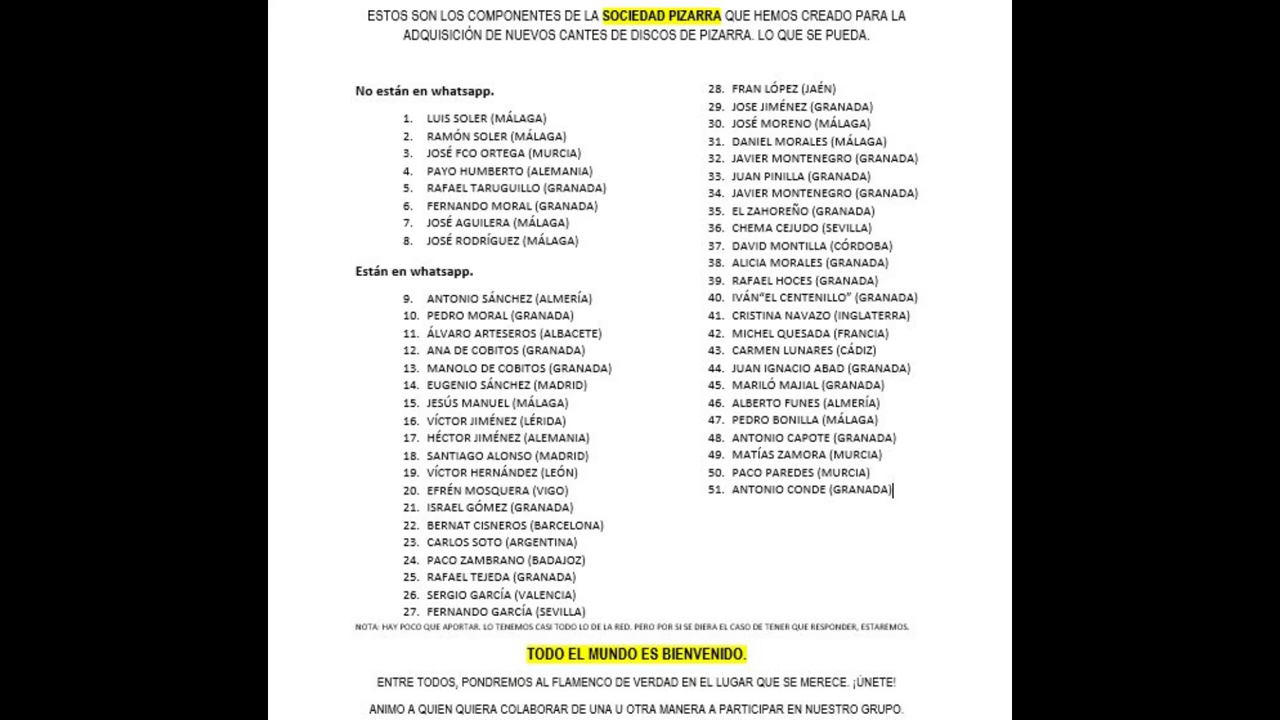 ESTOS SON LOS COMPONENTES DE LA SOCIEDAD PIZARRA QUE HEMOS CREADO PARA LA
ADQUISICIÓN DE NUEVOS CANTES DE DISCOS DE PIZARRA. LO QUE SE PUEDA.
No están en whatsapp.
1. LUIS SOLER (MÁLAGA)
2. RAMÓN SOLER (MÁLAGA)
3. JOSÉ FCO ORTEGA (MURCIA)
4. PAYO HUMBERTO (ALEMANIA)
5. RAFAEL TARUGUILLO (GRANADA)
6. FERNANDO MORAL (GRANADA)
7. JOSÉ AGUILERA (MÁLAGA)
8. JOSÉ RODRÍGUEZ (MÁLAGA)
Están en whatsapp.
9. ANTONIO SÁNCHEZ (ALMERÍA)
10. PEDRO MORAL (GRANADA)
11. ÁLVARO ARTESEROS (ALBACETE)
12. ANA DE COBITOS (GRANADA)
13. MANOLO DE COBITOS (GRANADA)
14. EUGENIO SÁNCHEZ (MADRID)
15. JESÚS MANUEL (MÁLAGA)
16. VÍCTOR JIMÉNEZ (LÉRIDA)
17. HÉCTOR JIMÉNEZ (ALEMANIA)
18. SANTIAGO ALONSO (MADRID)
19. VÍCTOR HERNÁNDEZ (LEÓN)
20. EFRÉN MOSQUERA (VIGO)
21. ISRAEL GÓMEZ (GRANADA)
22. BERNAT CISNEROS (BARCELONA)
23. CARLOS SOTO (ARGENTINA)
24. PACO ZAMBRANO (BADAJOZ)
25. RAFAEL TEJEDA (GRANADA)
26. SERGIO GARCÍA (VALENCIA)
27. FERNANDO GARCÍA (SEVILLA)
28. FRAN LÓPEZ (JAÉN)
29. JOSE JIMÉNEZ (GRANADA)
30. JOSÉ MORENO (MÁLAGA)
31. DANIEL MORALES (MÁLAGA)
32. JAVIER MONTENEGRO (GRANADA)
33. JUAN PINILLA (GRANADA)
34. JAVIER MONTENEGRO (GRANADA)
35. EL ZAHOREÑO (GRANADA)
36. CHEMA CEJUDO (SEVILLA)
37. DAVID MONTILLA (CÓRDOBA)
38. ALICIA MORALES (GRANADA)
39. RAFAEL HOCES (GRANADA)
40. IVÁN“EL CENTENILLO” (GRANADA)
41. CRISTINA NAVAZO (INGLATERRA)
42. MICHEL QUESADA (FRANCIA)
43. CARMEN LUNARES (CÁDIZ)
44. JUAN IGNACIO ABAD (GRANADA)
45. MARILÓ MAJIAL (GRANADA)
46. ALBERTO FUNES (ALMERÍA)
47. PEDRO BONILLA (MÁLAGA)
48. ANTONIO CAPOTE (GRANADA)
49. MATÍAS ZAMORA (MURCIA)
50. PACO PAREDES (MURCIA)
51. ANTONIO CONDE (GRANADA)
NOTA: HAY POCO QUE APORTAR. LO TENEMOS CASI TODO LO DE LA RED. PERO POR SI SE DIERA EL CASO DE TENER QUE RESPONDER, ESTAREMOS.
TODO EL MUNDO ES BIENVENIDO.
ENTRE TODOS, PONDREMOS AL FLAMENCO DE VERDAD EN EL LUGAR QUE SE MERECE. ¡ÚNETE!
ANIMO A QUIEN QUIERA COLABORAR DE UNA U OTRA MANERA A PARTICIPAR EN NUESTRO GRUPO.